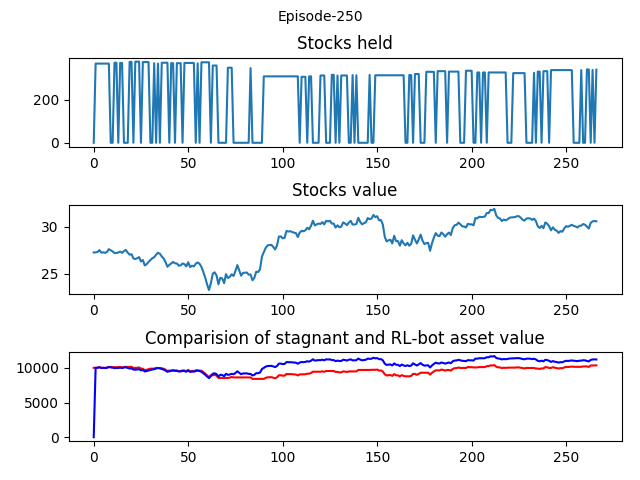 Episode-250
Stocks held
200
0
0 50 100 150 200 250
Stocks value
30
25
0 50 100 150 200 250
Comparision of stagnant and RL-bot asset value
10000
5000
0
0 50 100 150 200 250